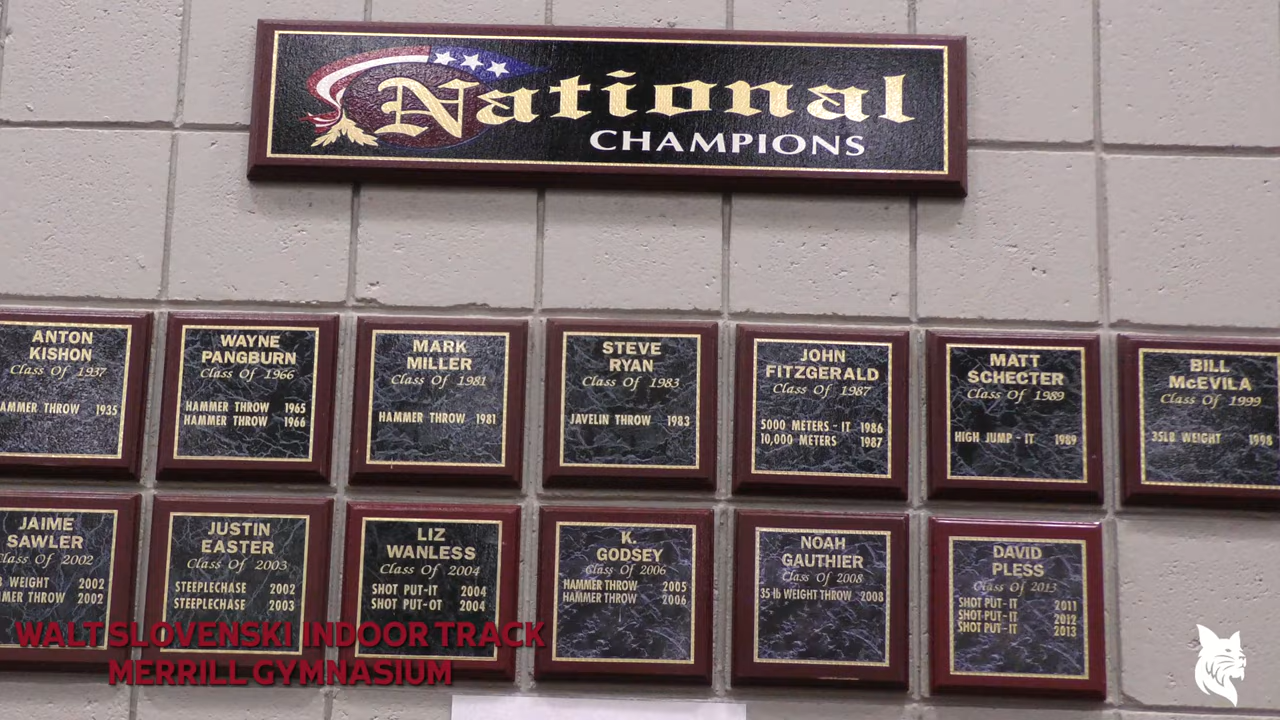 National
CHAMPIONS
ANTON
KISHON
Class Of 1937
AMMER THROW 1935
WAYNE
PANGBURN
Class Of 1966
HAMMER THROW 1965
HAMMER THROW 1966
MARK
MILLER
Class Of 1981
HAMMER THROW 1981
STEVE
RYAN
Class Of 1983
JAVELIN THROW 1983
JOHN
FITZGERALD
Class Of 1987
5000 METERS - IT 1986
10,000 METERS 1987
MATT
SCHECTER
Class Of 1989
HIGH JUMP - IT 1989
BILL
McEVILA
Class Of 1999
35LB WEIGHT 1998
JAIME
SAWLER
Class Of 2002
B WEIGHT 2002
MER THROW 2002
JUSTIN
EASTER
Class Of 2003
STEEPLECHASE 2002
STEEPLECHASE 2003
LIZ
WANLESS
Class Of 2004
SHOT PUT-IT 2004
SHOT PUT-OT 2004
K.
GODSEY
Class Of 2006
HAMMER THROW 2005
HAMMER THROW 2006
NOAH
GAUTHIER
Class Of 2008
35 lb WEIGHT THROW 2008
DAVID
PLESS
Class Of 2013
SHOT PUT-IT 2011
SHOT PUT-IT 2012
SHOT PUT-IT 2013
WALT SLOVENSKI INDOOR TRACK
MERRILL GYMNASIUM